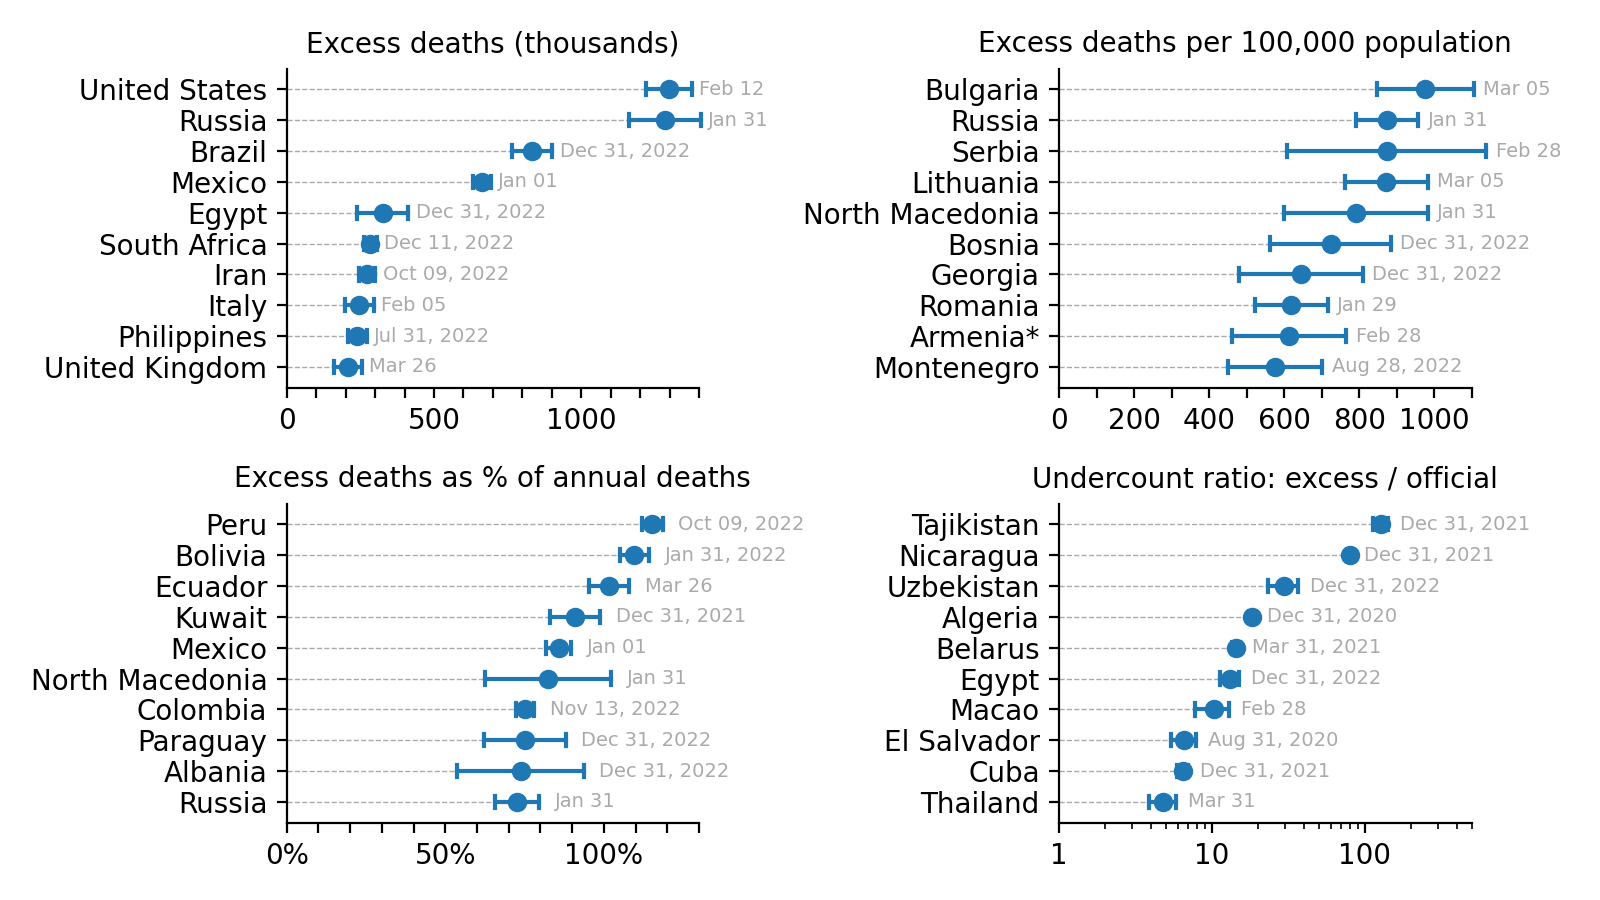 Excess deaths (thousands)
United States Feb 12
Russia Jan 31
Brazil Dec 31, 2022
Mexico Jan 01
Egypt Dec 31, 2022
South Africa Dec 11, 2022
Iran Oct 09, 2022
Italy Feb 05
Philippines Jul 31, 2022
United Kingdom Mar 26
0 500 1000
Excess deaths per 100,000 population
Bulgaria Mar 05
Russia Jan 31
Serbia Feb 28
Lithuania Mar 05
North Macedonia Jan 31
Bosnia Dec 31, 2022
Georgia Dec 31, 2022
Romania Jan 29
Armenia* Feb 28
Montenegro Aug 28, 2022
0 200 400 600 800 1000
Excess deaths as % of annual deaths
Peru Oct 09, 2022
Bolivia Jan 31, 2022
Ecuador Mar 26
Kuwait Dec 31, 2021
Mexico Jan 01
North Macedonia Jan 31
Colombia Nov 13, 2022
Paraguay Dec 31, 2022
Albania Dec 31, 2022
Russia Jan 31
0% 50% 100%
Undercount ratio: excess / official
Tajikistan Dec 31, 2021
Nicaragua Dec 31, 2021
Uzbekistan Dec 31, 2022
Algeria Dec 31, 2020
Belarus Mar 31, 2021
Egypt Dec 31, 2022
Macao Feb 28
El Salvador Aug 31, 2020
Cuba Dec 31, 2021
Thailand Mar 31
1 10 100